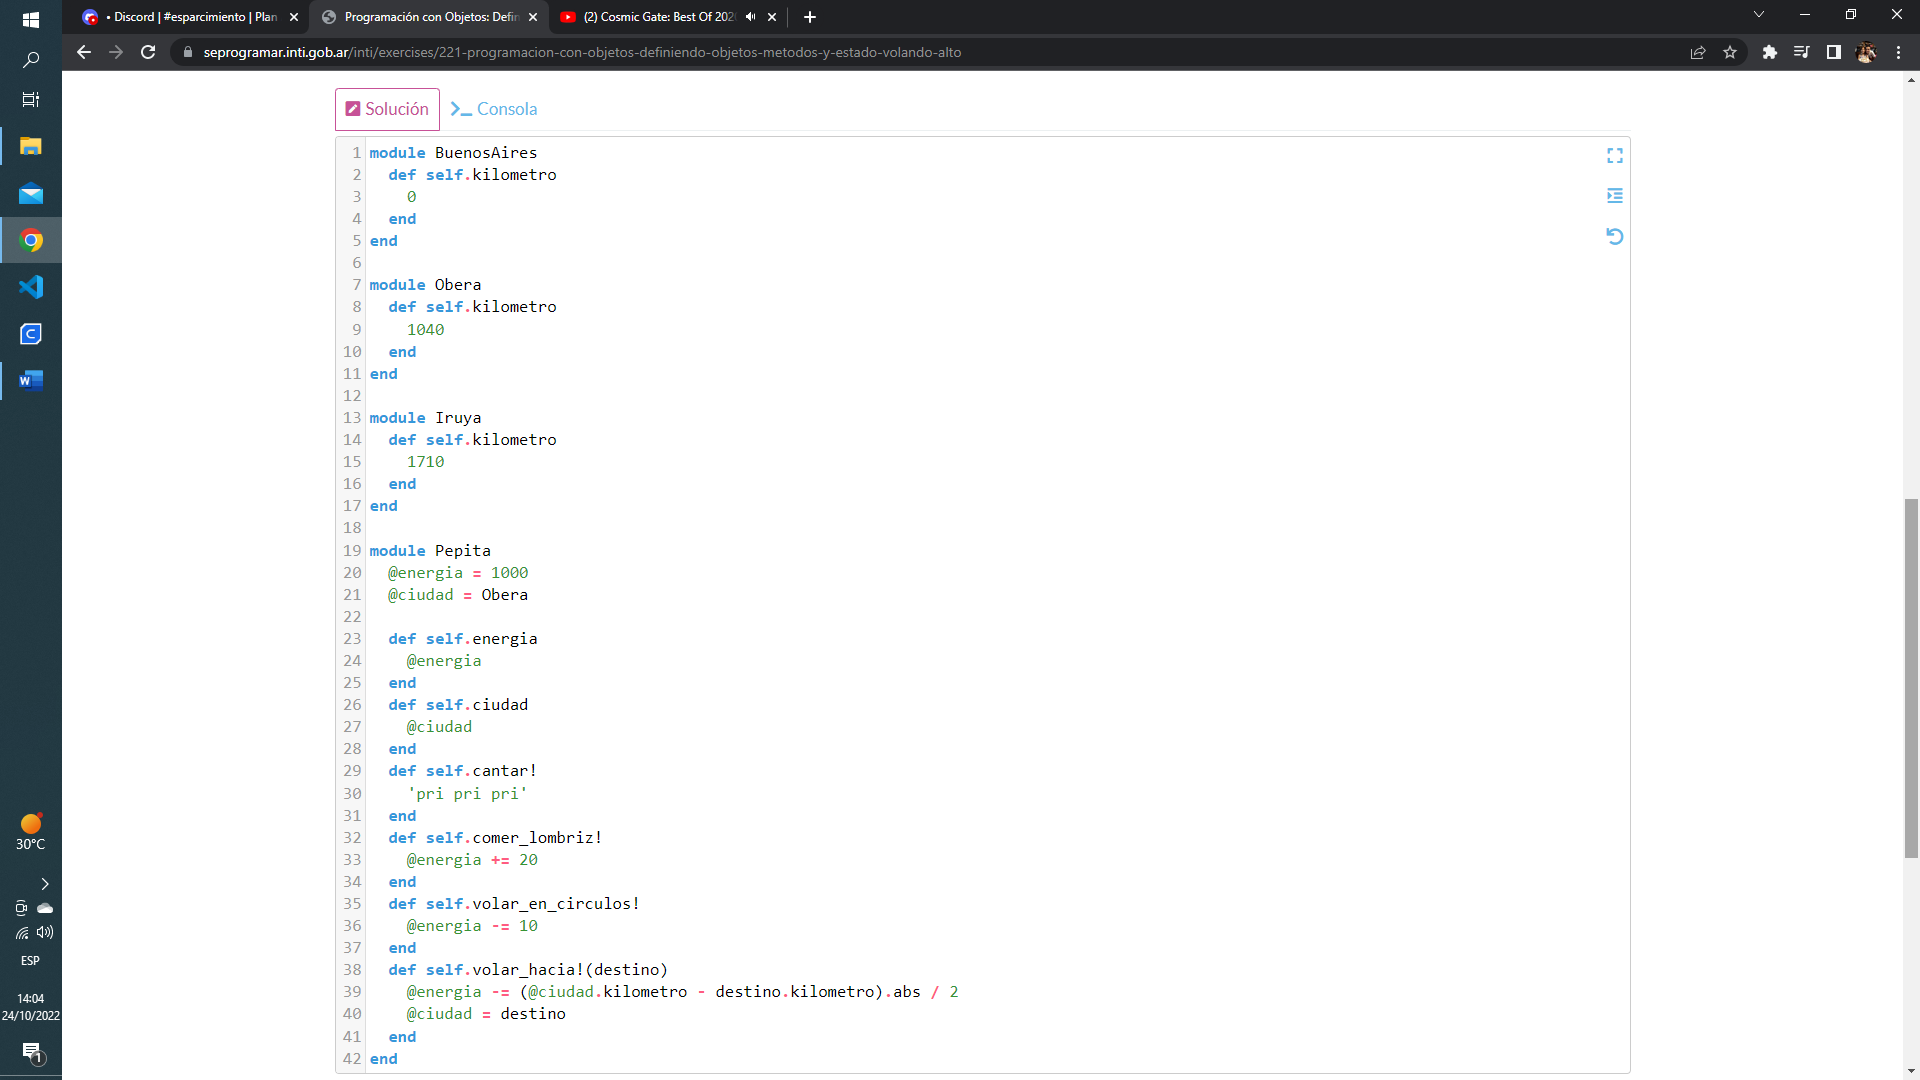 • Discord | #esparcimiento | Plan
Programación con Objetos: Defin
(2) Cosmic Gate: Best Of 202
seprogramar.inti.gob.ar/inti/exercises/221-programacion-con-objetos-definiendo-objetos-metodos-y-estado-volando-alto
Solución
Consola
1 module BuenosAires
2   def self.kilometro
3     0
4   end
5 end
6
7 module Obera
8   def self.kilometro
9     1040
10   end
11 end
12
13 module Iruya
14   def self.kilometro
15     1710
16   end
17 end
18
19 module Pepita
20   @energia = 1000
21   @ciudad = Obera
22
23   def self.energia
24     @energia
25   end
26   def self.ciudad
27     @ciudad
28   end
29   def self.cantar!
30     'pri pri pri'
31   end
32   def self.comer_lombriz!
33     @energia += 20
34   end
35   def self.volar_en_circulos!
36     @energia -= 10
37   end
38   def self.volar_hacia!(destino)
39     @energia -= (@ciudad.kilometro - destino.kilometro).abs / 2
40     @ciudad = destino
41   end
42 end
30°C
ESP
14:04
24/10/2022
1